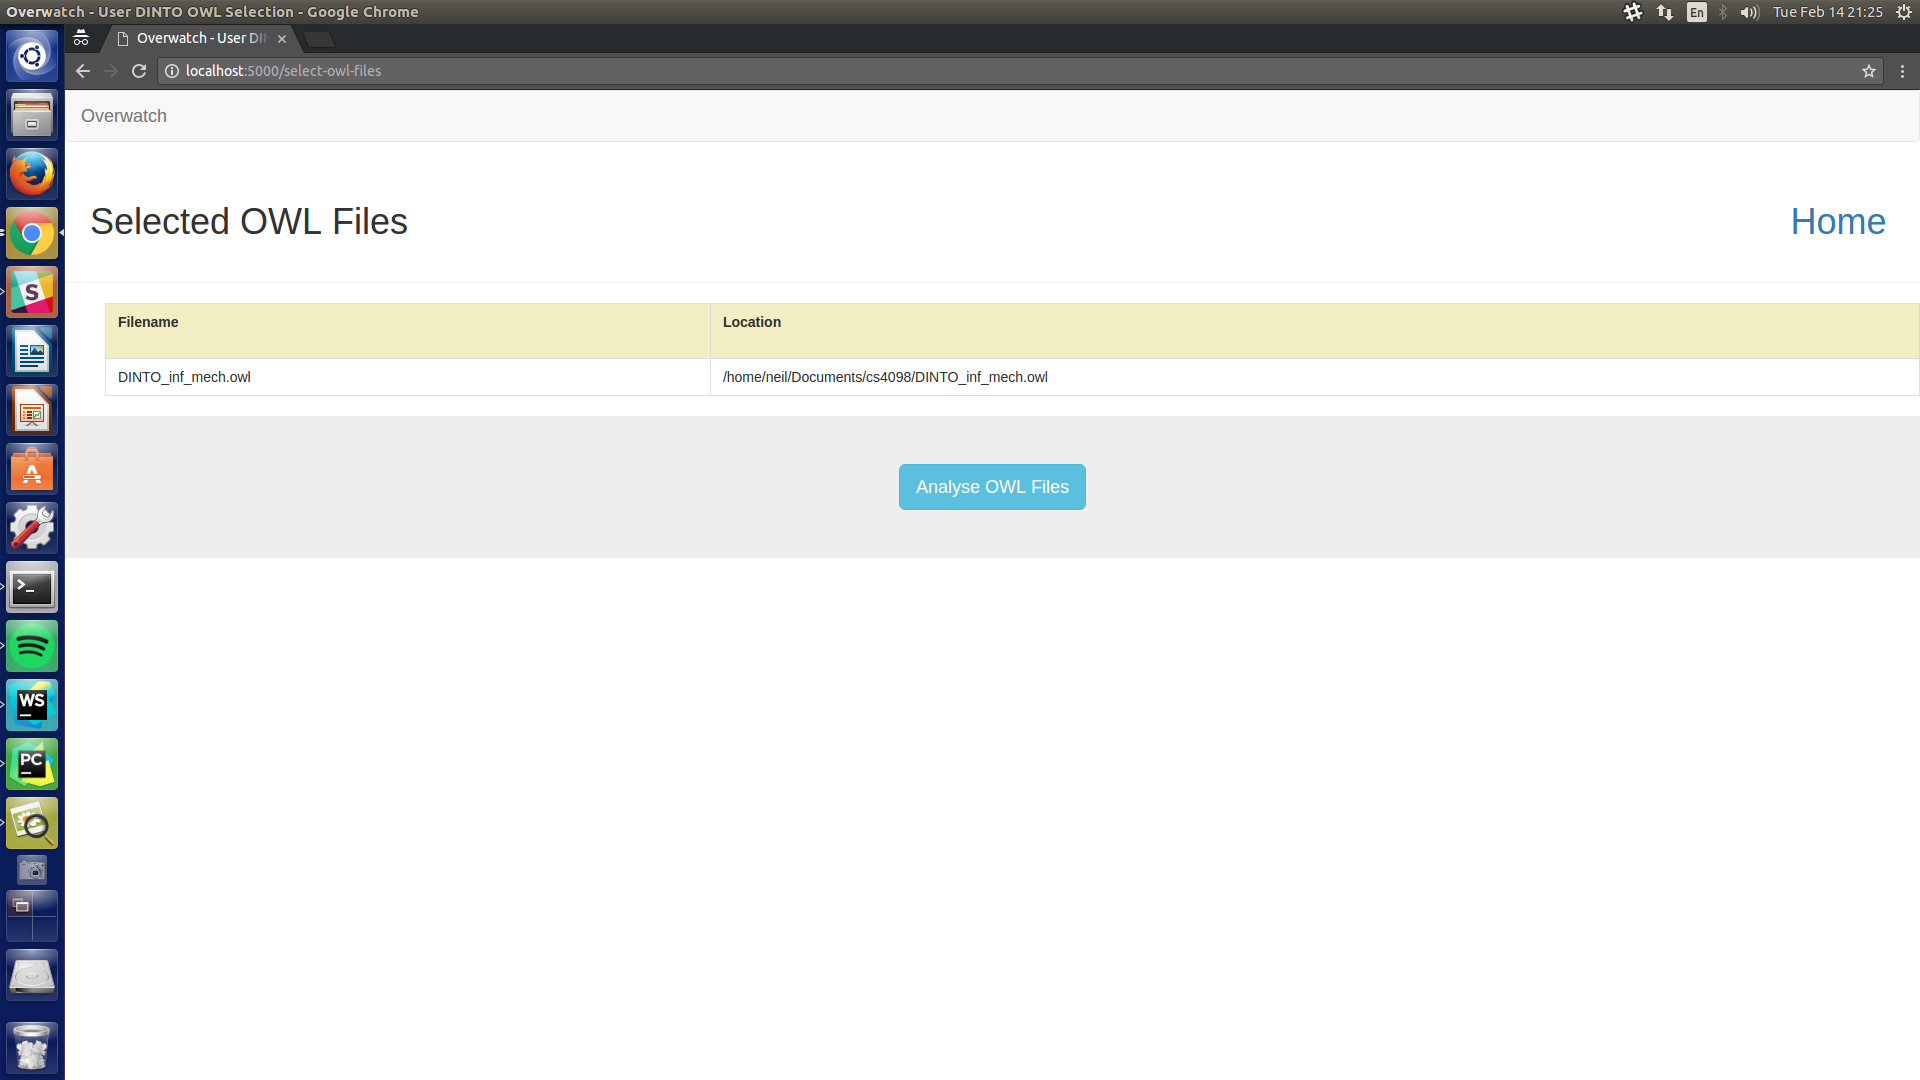 Overwatch - User DINTO OWL Selection - Google Chrome
En
Tue Feb 14 21:25
Overwatch - User DI
localhost:5000/select-owl-files
Overwatch
Selected OWL Files
Home
Filename
Location
DINTO_inf_mech.owl
/home/neil/Documents/cs4098/DINTO_inf_mech.owl
Analyse OWL Files
S
A
>_
WS
PC